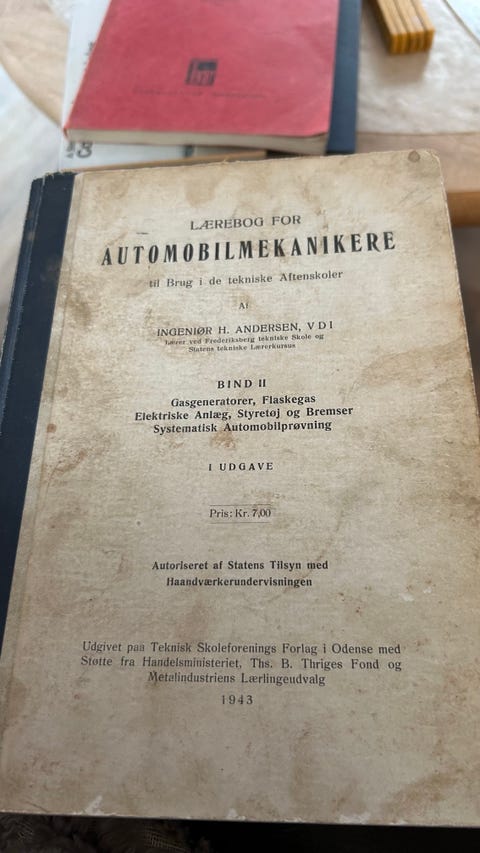 LÆREBOG FOR
AUTOMOBILMEKANIKERE
til Brug i de tekniske Aftenskoler
Af
INGENIØR H. ANDERSEN, VDI
Lærer ved Frederiksberg tekniske Skole og
Statens tekniske Lærerkursus
BIND II
Gasgeneratorer, Flaskegas
Elektriske Anlæg, Styretøj og Bremser
Systematisk Automobilprøvning
I UDGAVE
Pris: Kr. 7,00
Autoriseret af Statens Tilsyn med
Haandværkerundervisningen
Udgivet paa Teknisk Skoleforenings Forlag i Odense med
Støtte fra Handelsministeriet, Ths. B. Thriges Fond og
Metalindustriens Lærlingeudvalg
1943